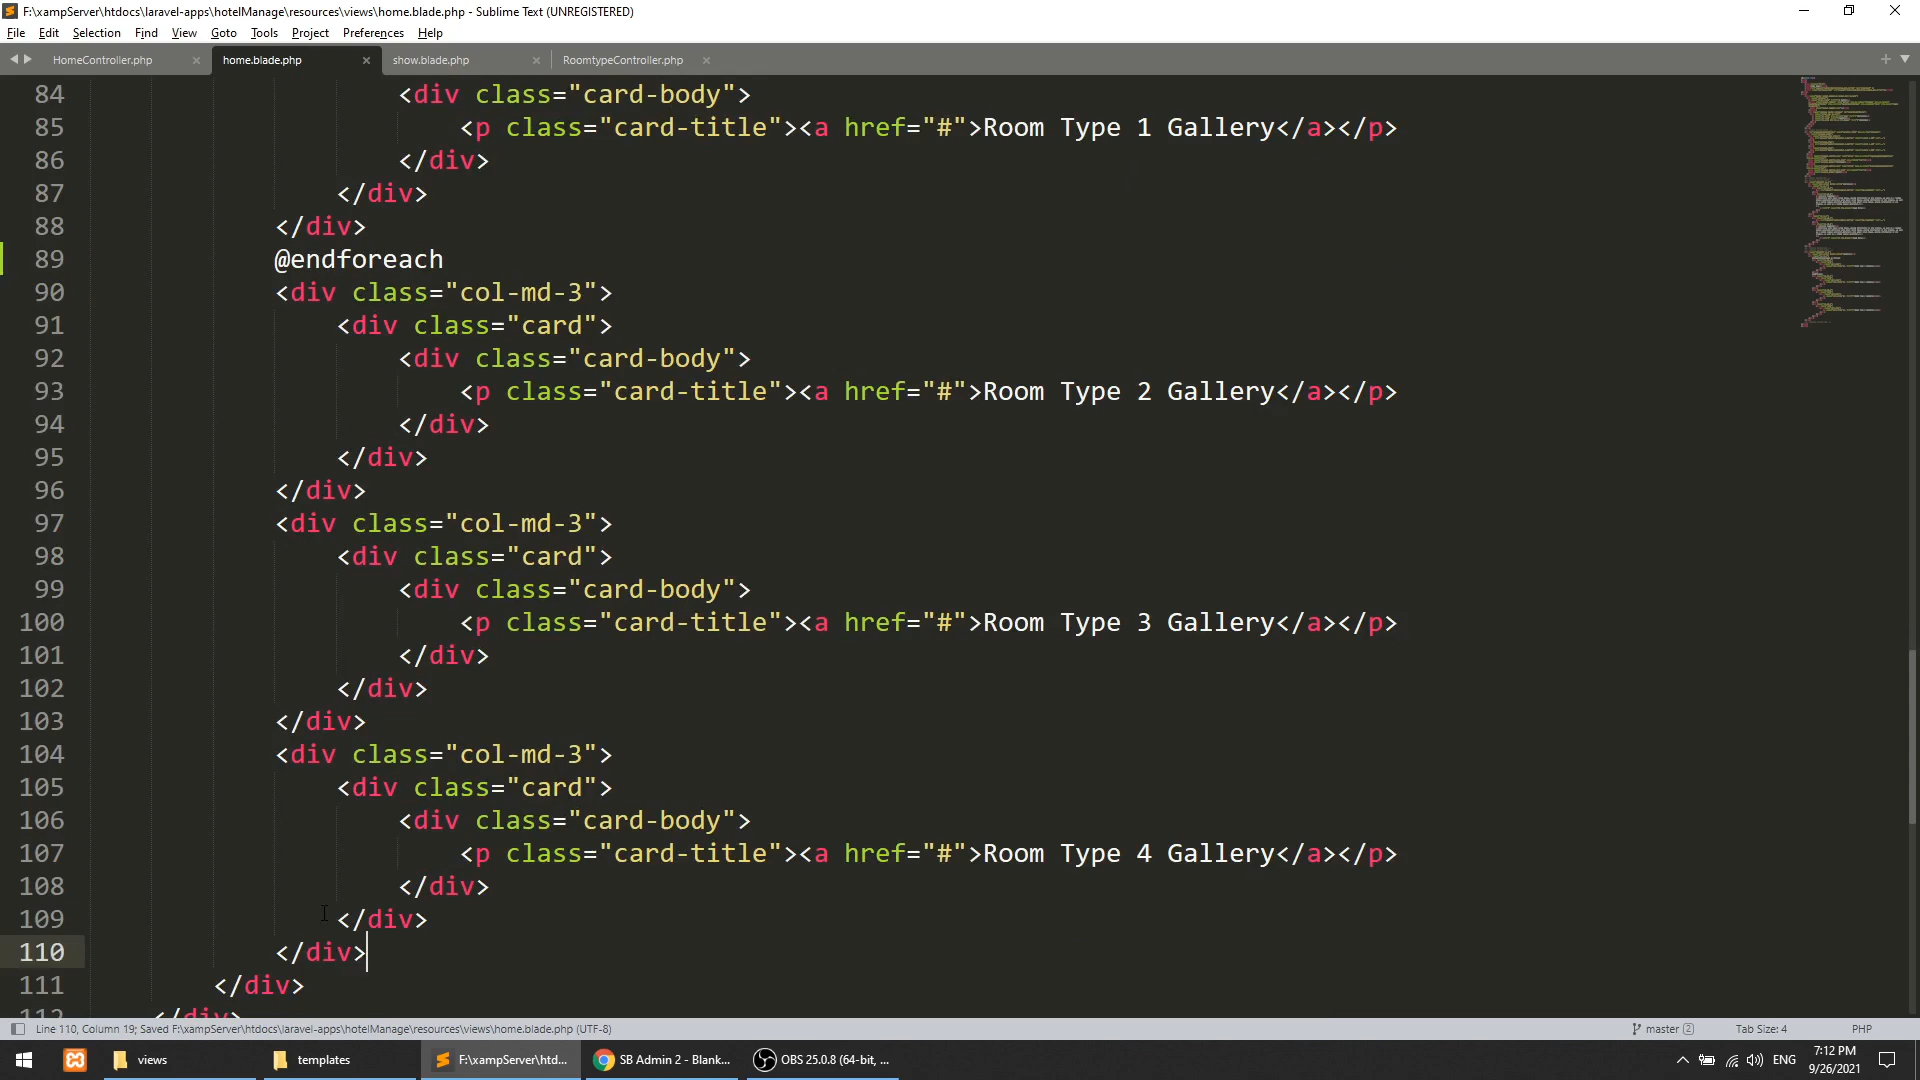 F:\xampServer\htdocs\laravel-apps\hotelManage\resources\views\home.blade.php - Sublime Text (UNREGISTERED)
File Edit Selection Find View Goto Tools Project Preferences Help
HomeController.php × home.blade.php × show.blade.php × RoomtypeController.php ×
84 <div class="card-body">
85 <p class="card-title"><a href="#">Room Type 1 Gallery</a></p>
86 </div>
87 </div>
88 </div>
89 @endforeach
90 <div class="col-md-3">
91 <div class="card">
92 <div class="card-body">
93 <p class="card-title"><a href="#">Room Type 2 Gallery</a></p>
94 </div>
95 </div>
96 </div>
97 <div class="col-md-3">
98 <div class="card">
99 <div class="card-body">
100 <p class="card-title"><a href="#">Room Type 3 Gallery</a></p>
101 </div>
102 </div>
103 </div>
104 <div class="col-md-3">
105 <div class="card">
106 <div class="card-body">
107 <p class="card-title"><a href="#">Room Type 4 Gallery</a></p>
108 </div>
109 </div>
110 </div>
111 </div>
112 </div>
Line 110, Column 19; Saved F:\xampServer\htdocs\laravel-apps\hotelManage\resources\views\home.blade.php (UTF-8) master 2 Tab Size: 4 PHP
views templates F:\xampServer\htd... SB Admin 2 - Blank... OBS 25.0.8 (64-bit, ... ENG 7:12 PM
9/26/2021